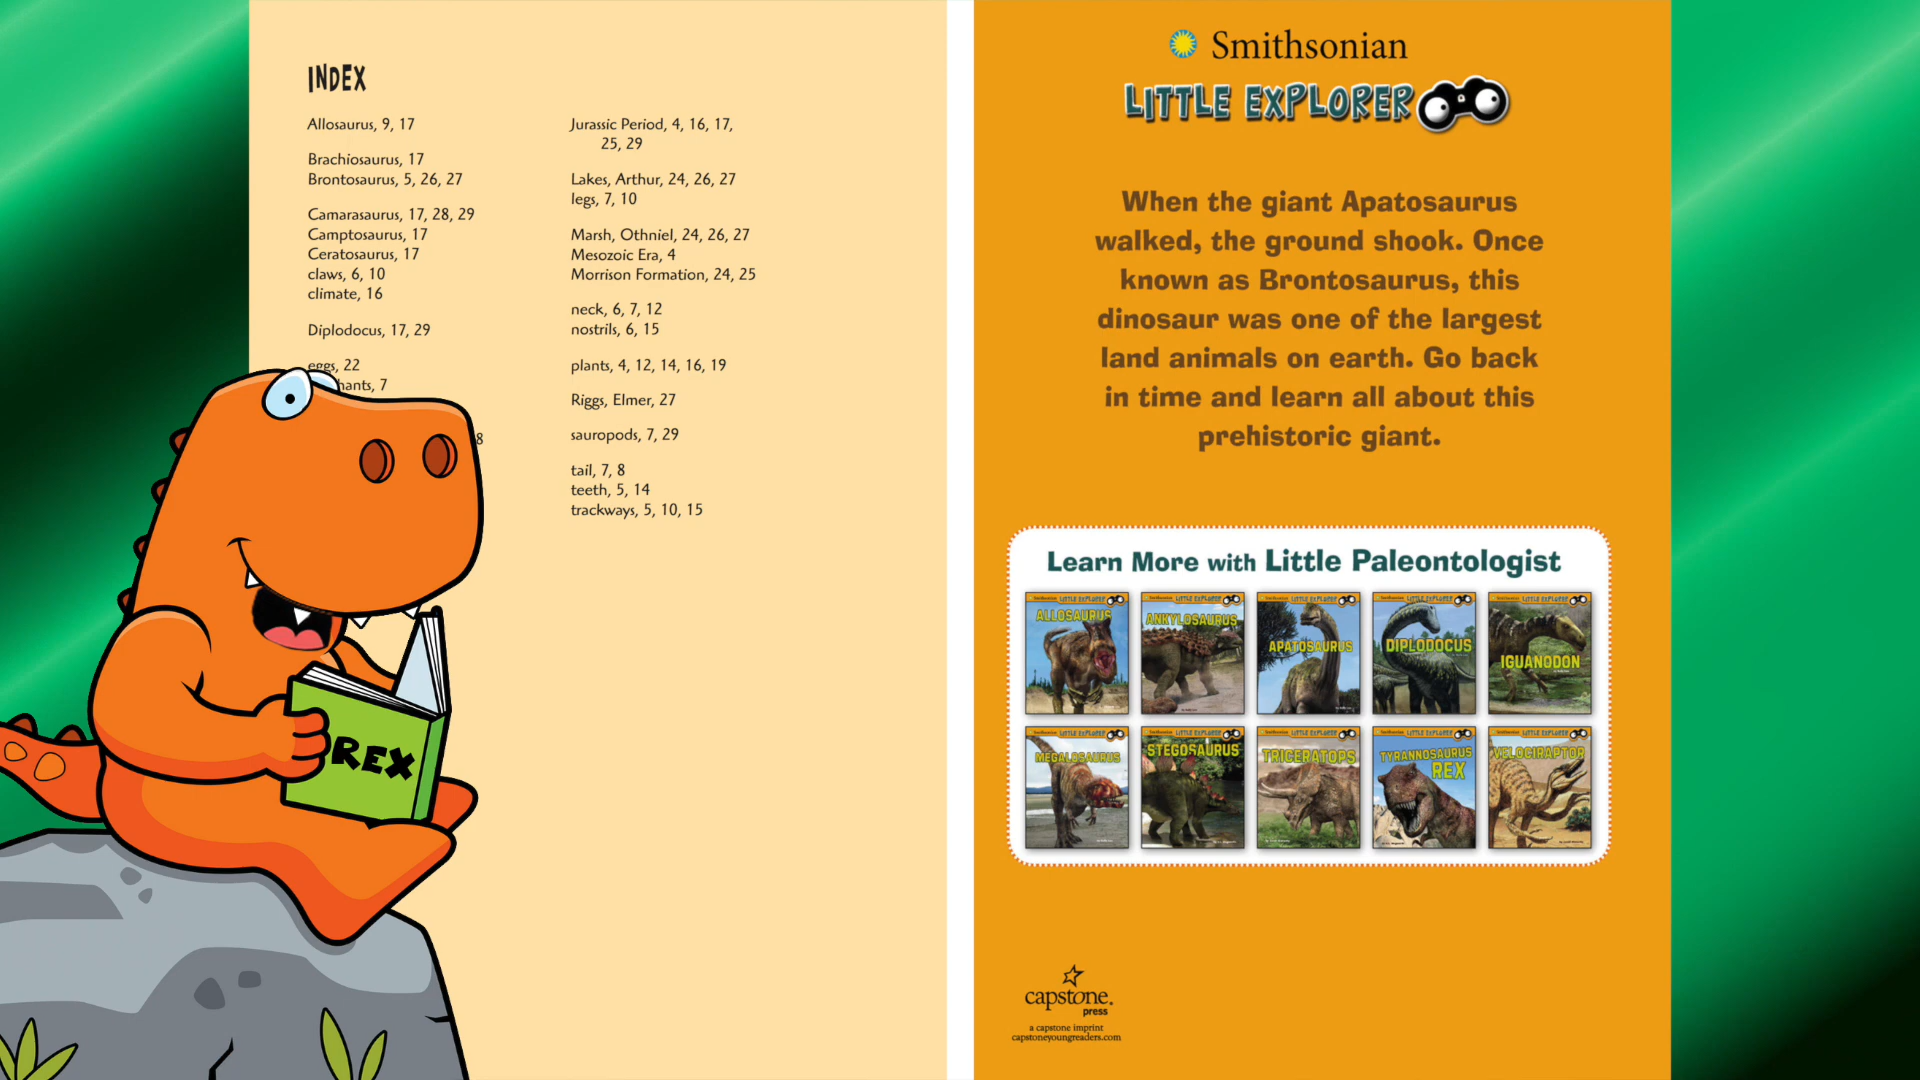 INDEX
Allosaurus, 9, 17
Brachiosaurus, 17
Brontosaurus, 5, 26, 27
Camarasaurus, 17, 28, 29
Camptosaurus, 17
Ceratosaurus, 17
claws, 6, 10
climate, 16
Diplodocus, 17, 29
eggs, 22
hants, 7
8
Jurassic Period, 4, 16, 17,
25, 29
Lakes, Arthur, 24, 26, 27
legs, 7, 10
Marsh, Othniel, 24, 26, 27
Mesozoic Era, 4
Morrison Formation, 24, 25
neck, 6, 7, 12
nostrils, 6, 15
plants, 4, 12, 14, 16, 19
Riggs, Elmer, 27
sauropods, 7, 29
tail, 7, 8
teeth, 5, 14
trackways, 5, 10, 15
REX
Smithsonian
LITTLE EXPLORER
When the giant Apatosaurus
walked, the ground shook. Once
known as Brontosaurus, this
dinosaur was one of the largest
land animals on earth. Go back
in time and learn all about this
prehistoric giant.
Learn More with Little Paleontologist
ALLOSAURUS
ANKYLOSAURUS
APATOSAURUS
DIPLODOCUS
IGUANODON
MEGALOSAURUS
STEGOSAURUS
TRICERATOPS
TYRANNOSAURUS
REX
VELOCIRAPTOR
capstone
press
a capstone imprint
capstoneyoungreaders.com